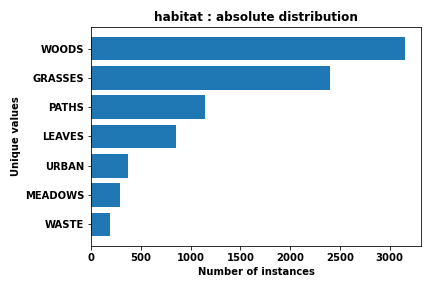 habitat : absolute distribution
Unique values
WOODS
GRASSES
PATHS
LEAVES
URBAN
MEADOWS
WASTE
0 500 1000 1500 2000 2500 3000
Number of instances